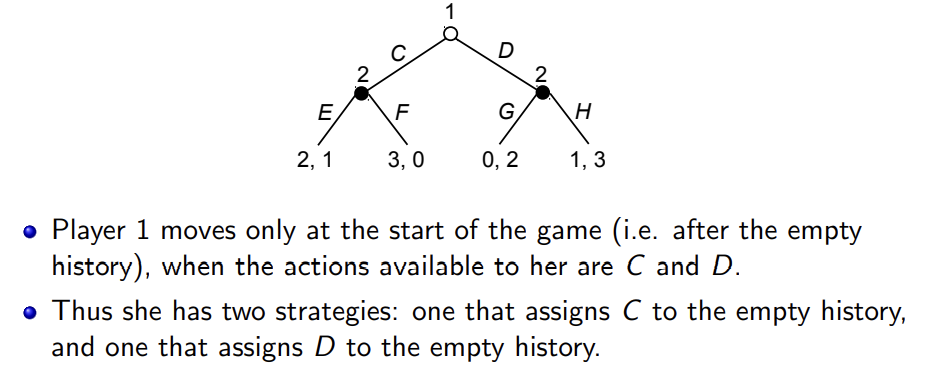 1
C D
2 2
E F G H
2, 1 3, 0 0, 2 1, 3
Player 1 moves only at the start of the game (i.e. after the empty
history), when the actions available to her are C and D.
Thus she has two strategies: one that assigns C to the empty history,
and one that assigns D to the empty history.